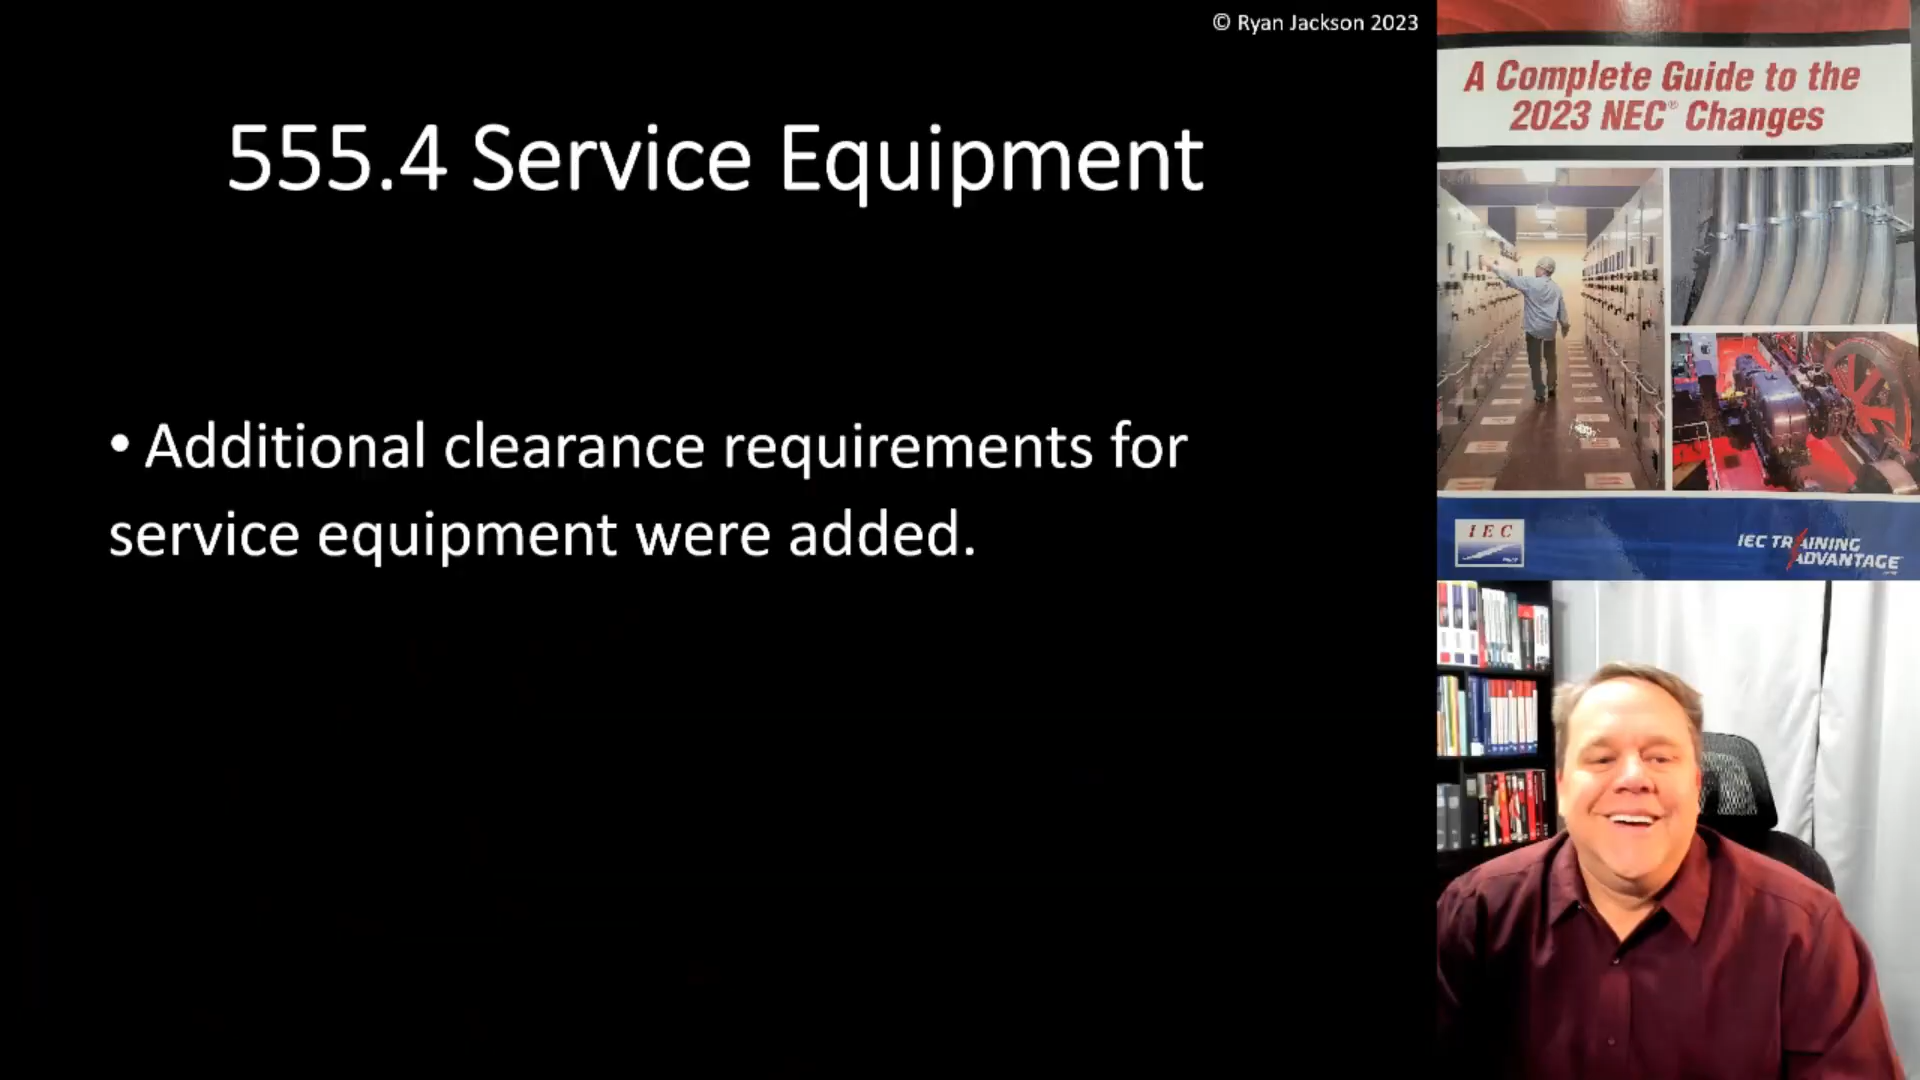 © Ryan Jackson 2023
555.4 Service Equipment
• Additional clearance requirements for
service equipment were added.
A Complete Guide to the
2023 NEC® Changes
IEC
IEC TRAINING
ADVANTAGE